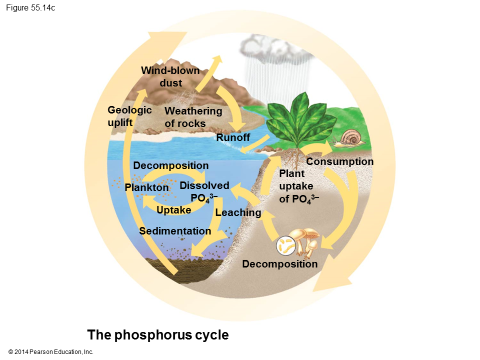 Figure 55.14c
Wind-blown
dust
Geologic
uplift
Weathering
of rocks
Runoff
Consumption
Decomposition
Plant
uptake
of PO₄³⁻
Plankton
Dissolved
PO₄³⁻
Uptake
Leaching
Sedimentation
Decomposition
The phosphorus cycle
© 2014 Pearson Education, Inc.